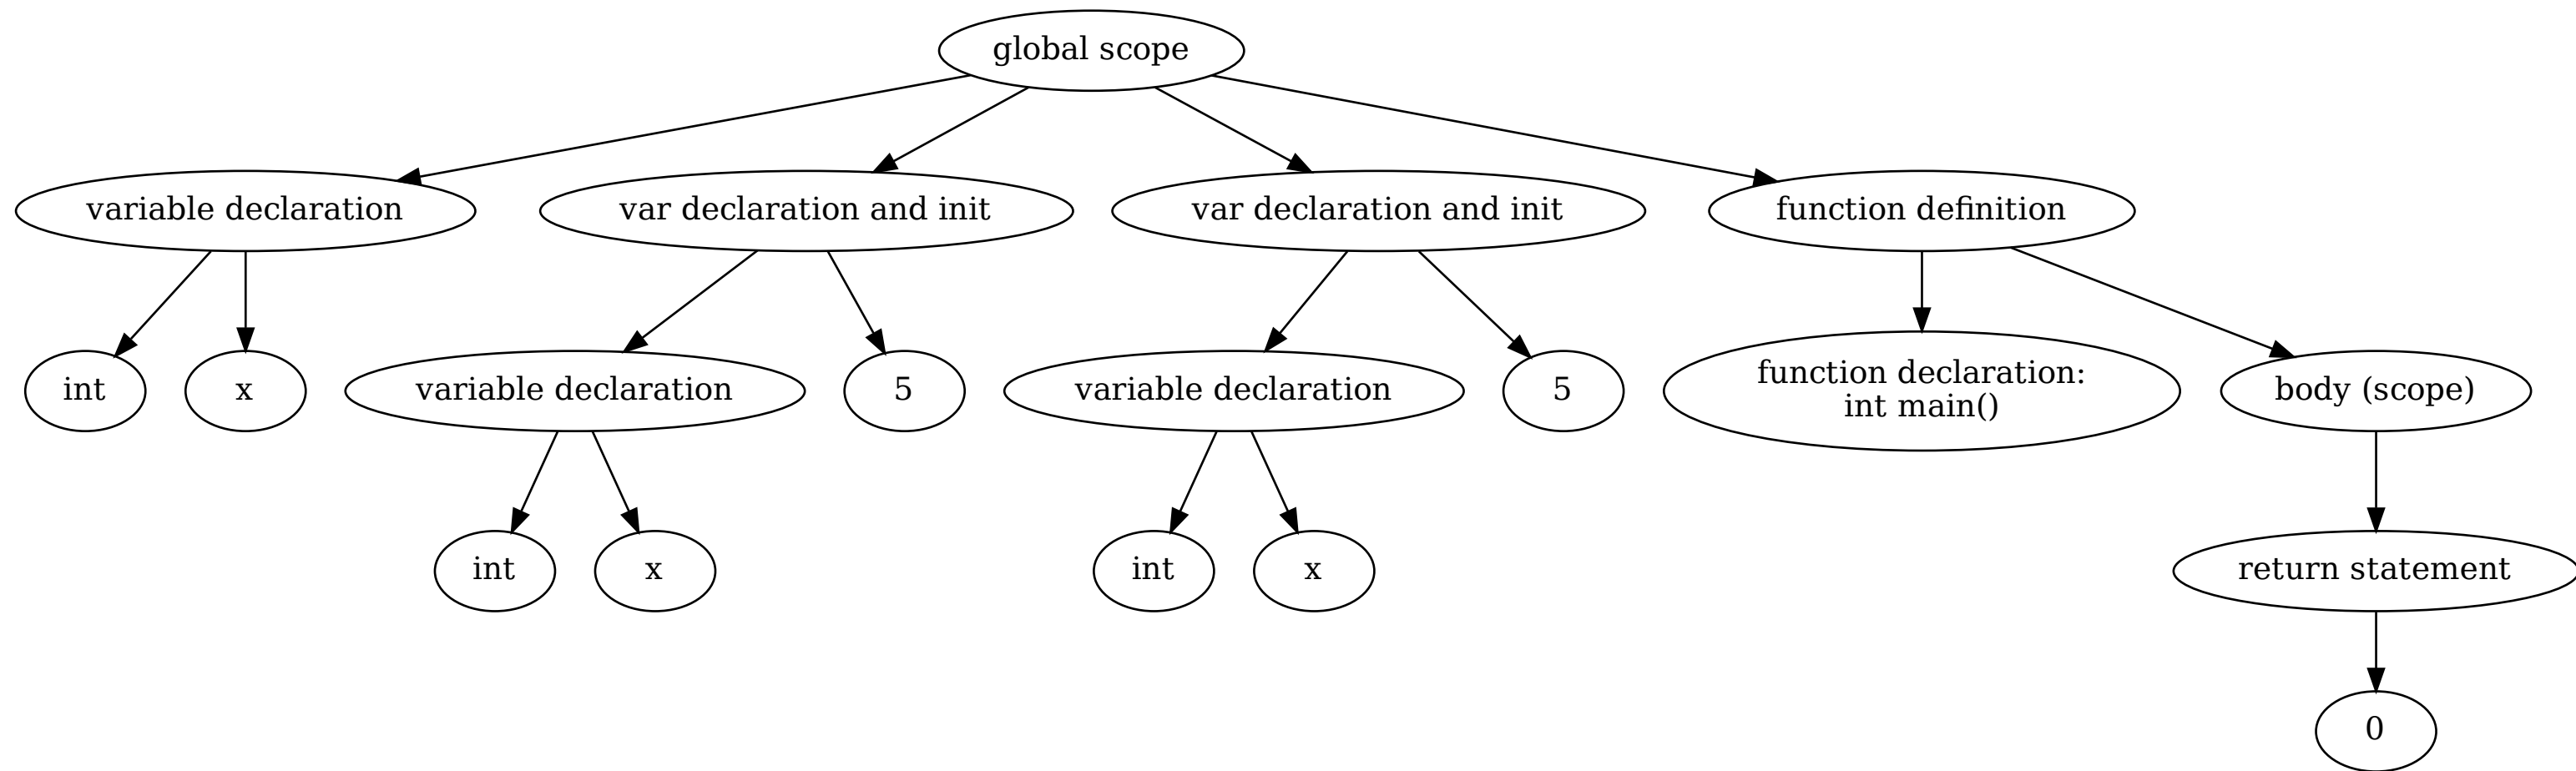 global scope
variable declaration
var declaration and init
var declaration and init
function definition
int
x
variable declaration
5
variable declaration
5
function declaration:
int main()
body (scope)
int
x
int
x
return statement
0